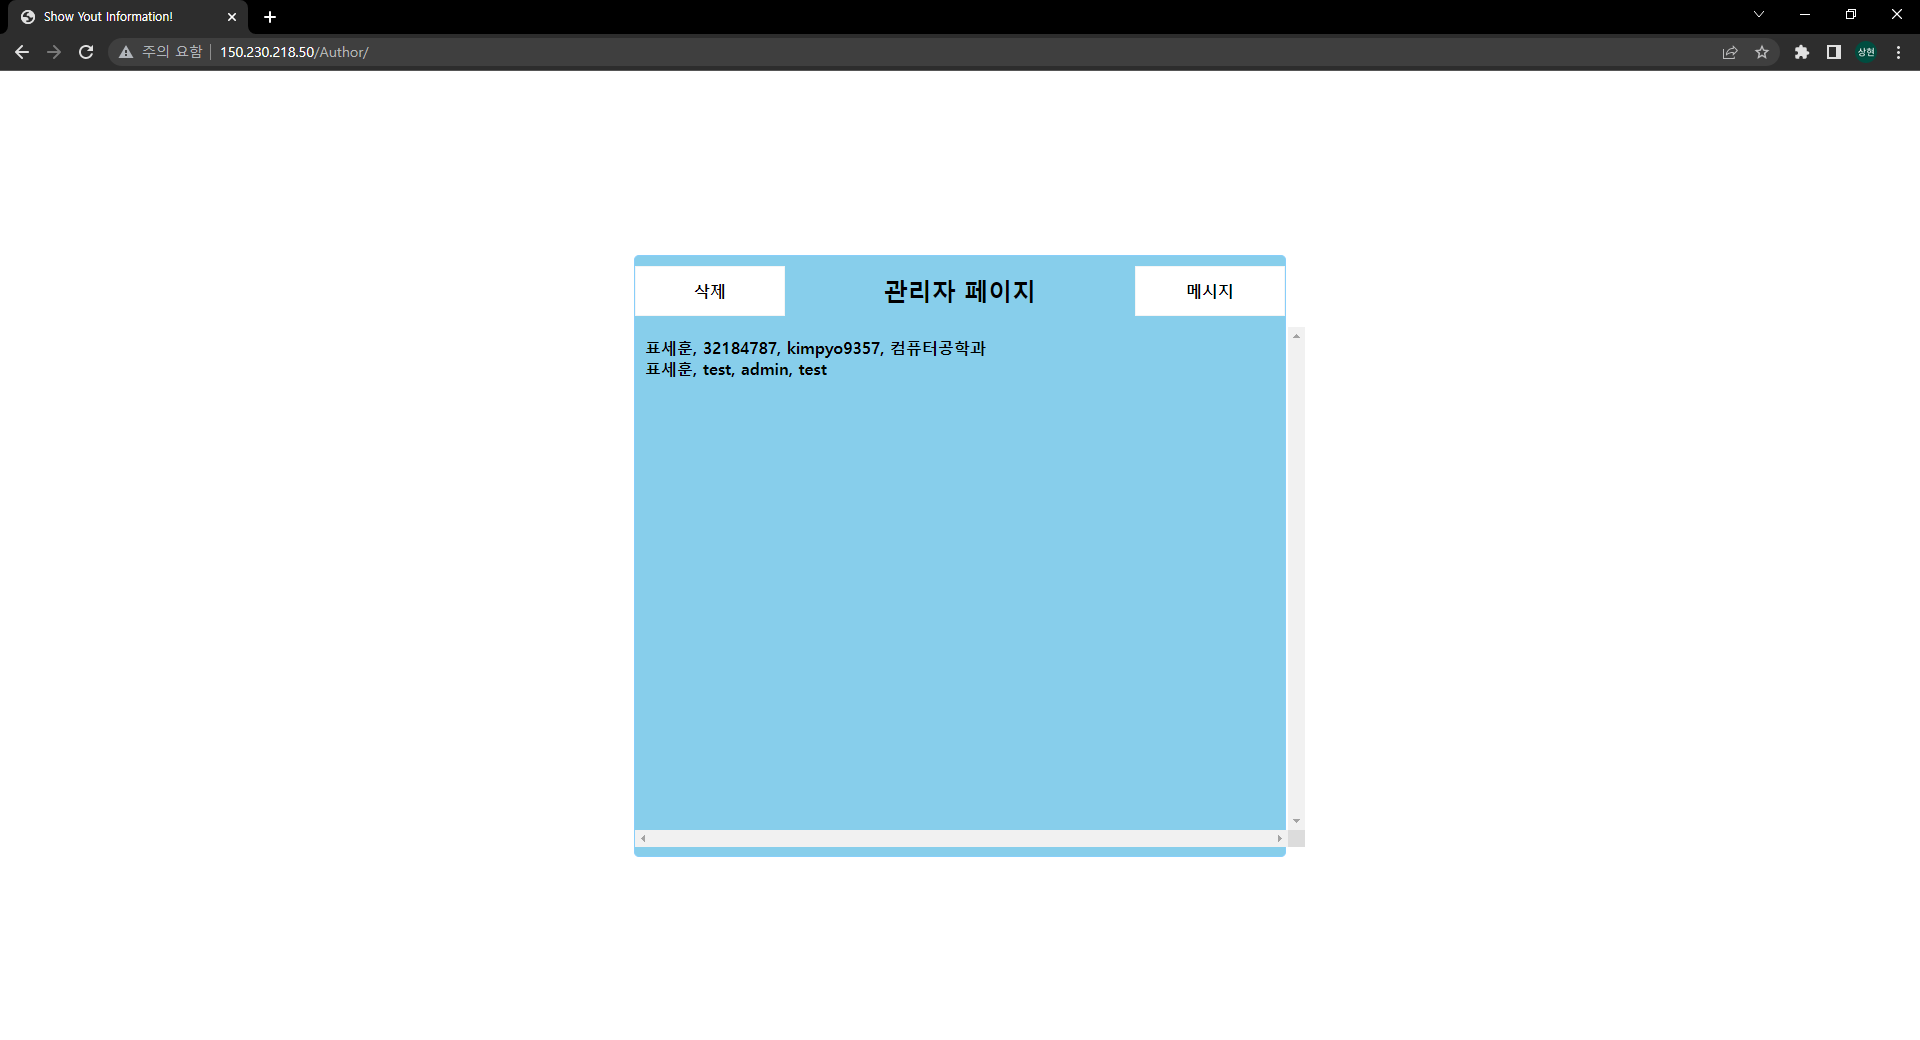 Show Yout Information!
주의 요함 150.230.218.50/Author/
상현
삭제
관리자 페이지
메시지
표세훈, 32184787, kimpyo9357, 컴퓨터공학과
표세훈, test, admin, test